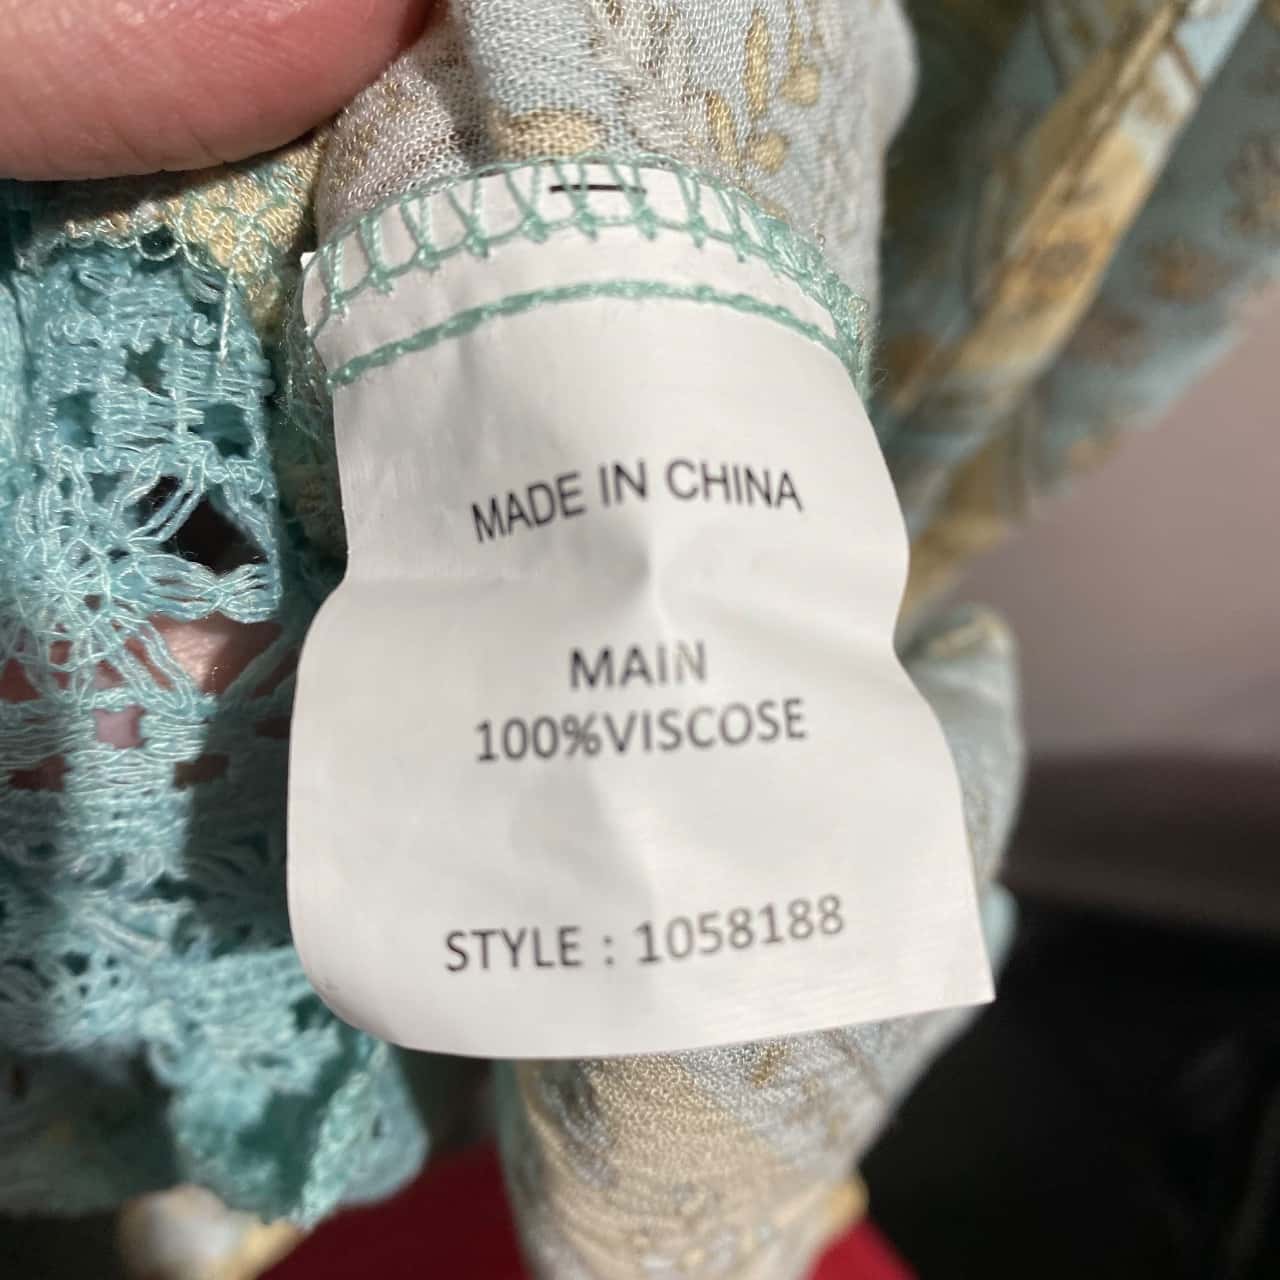 MADE IN CHINA
MAIN
100%VISCOSE
STYLE : 1058188